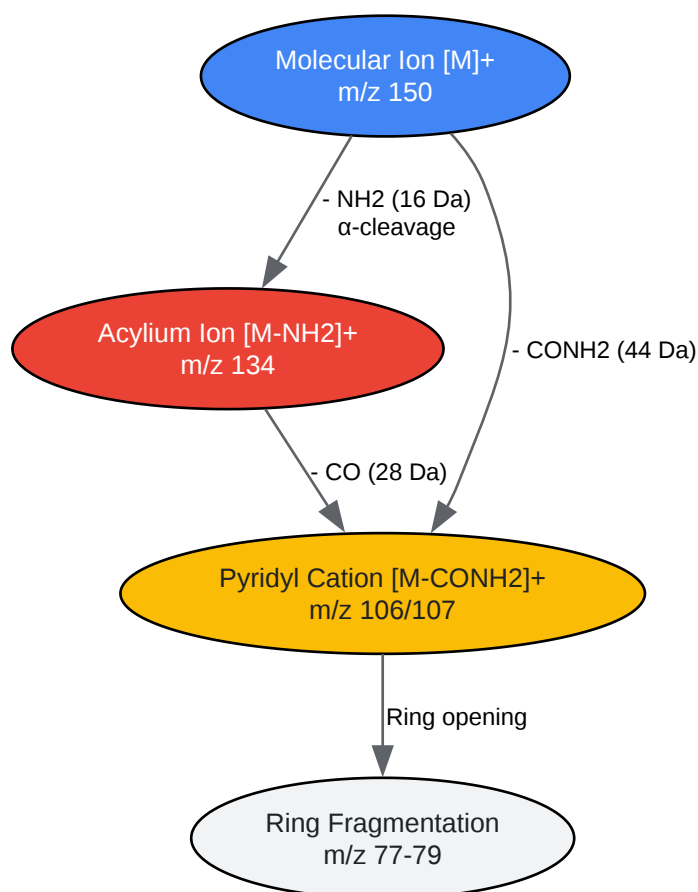 Molecular Ion [M]+
m/z 150
- NH2 (16 Da)
α-cleavage
Acylium Ion [M-NH2]+
m/z 134
- CONH2 (44 Da)
- CO (28 Da)
Pyridyl Cation [M-CONH2]+
m/z 106/107
Ring opening
Ring Fragmentation
m/z 77-79